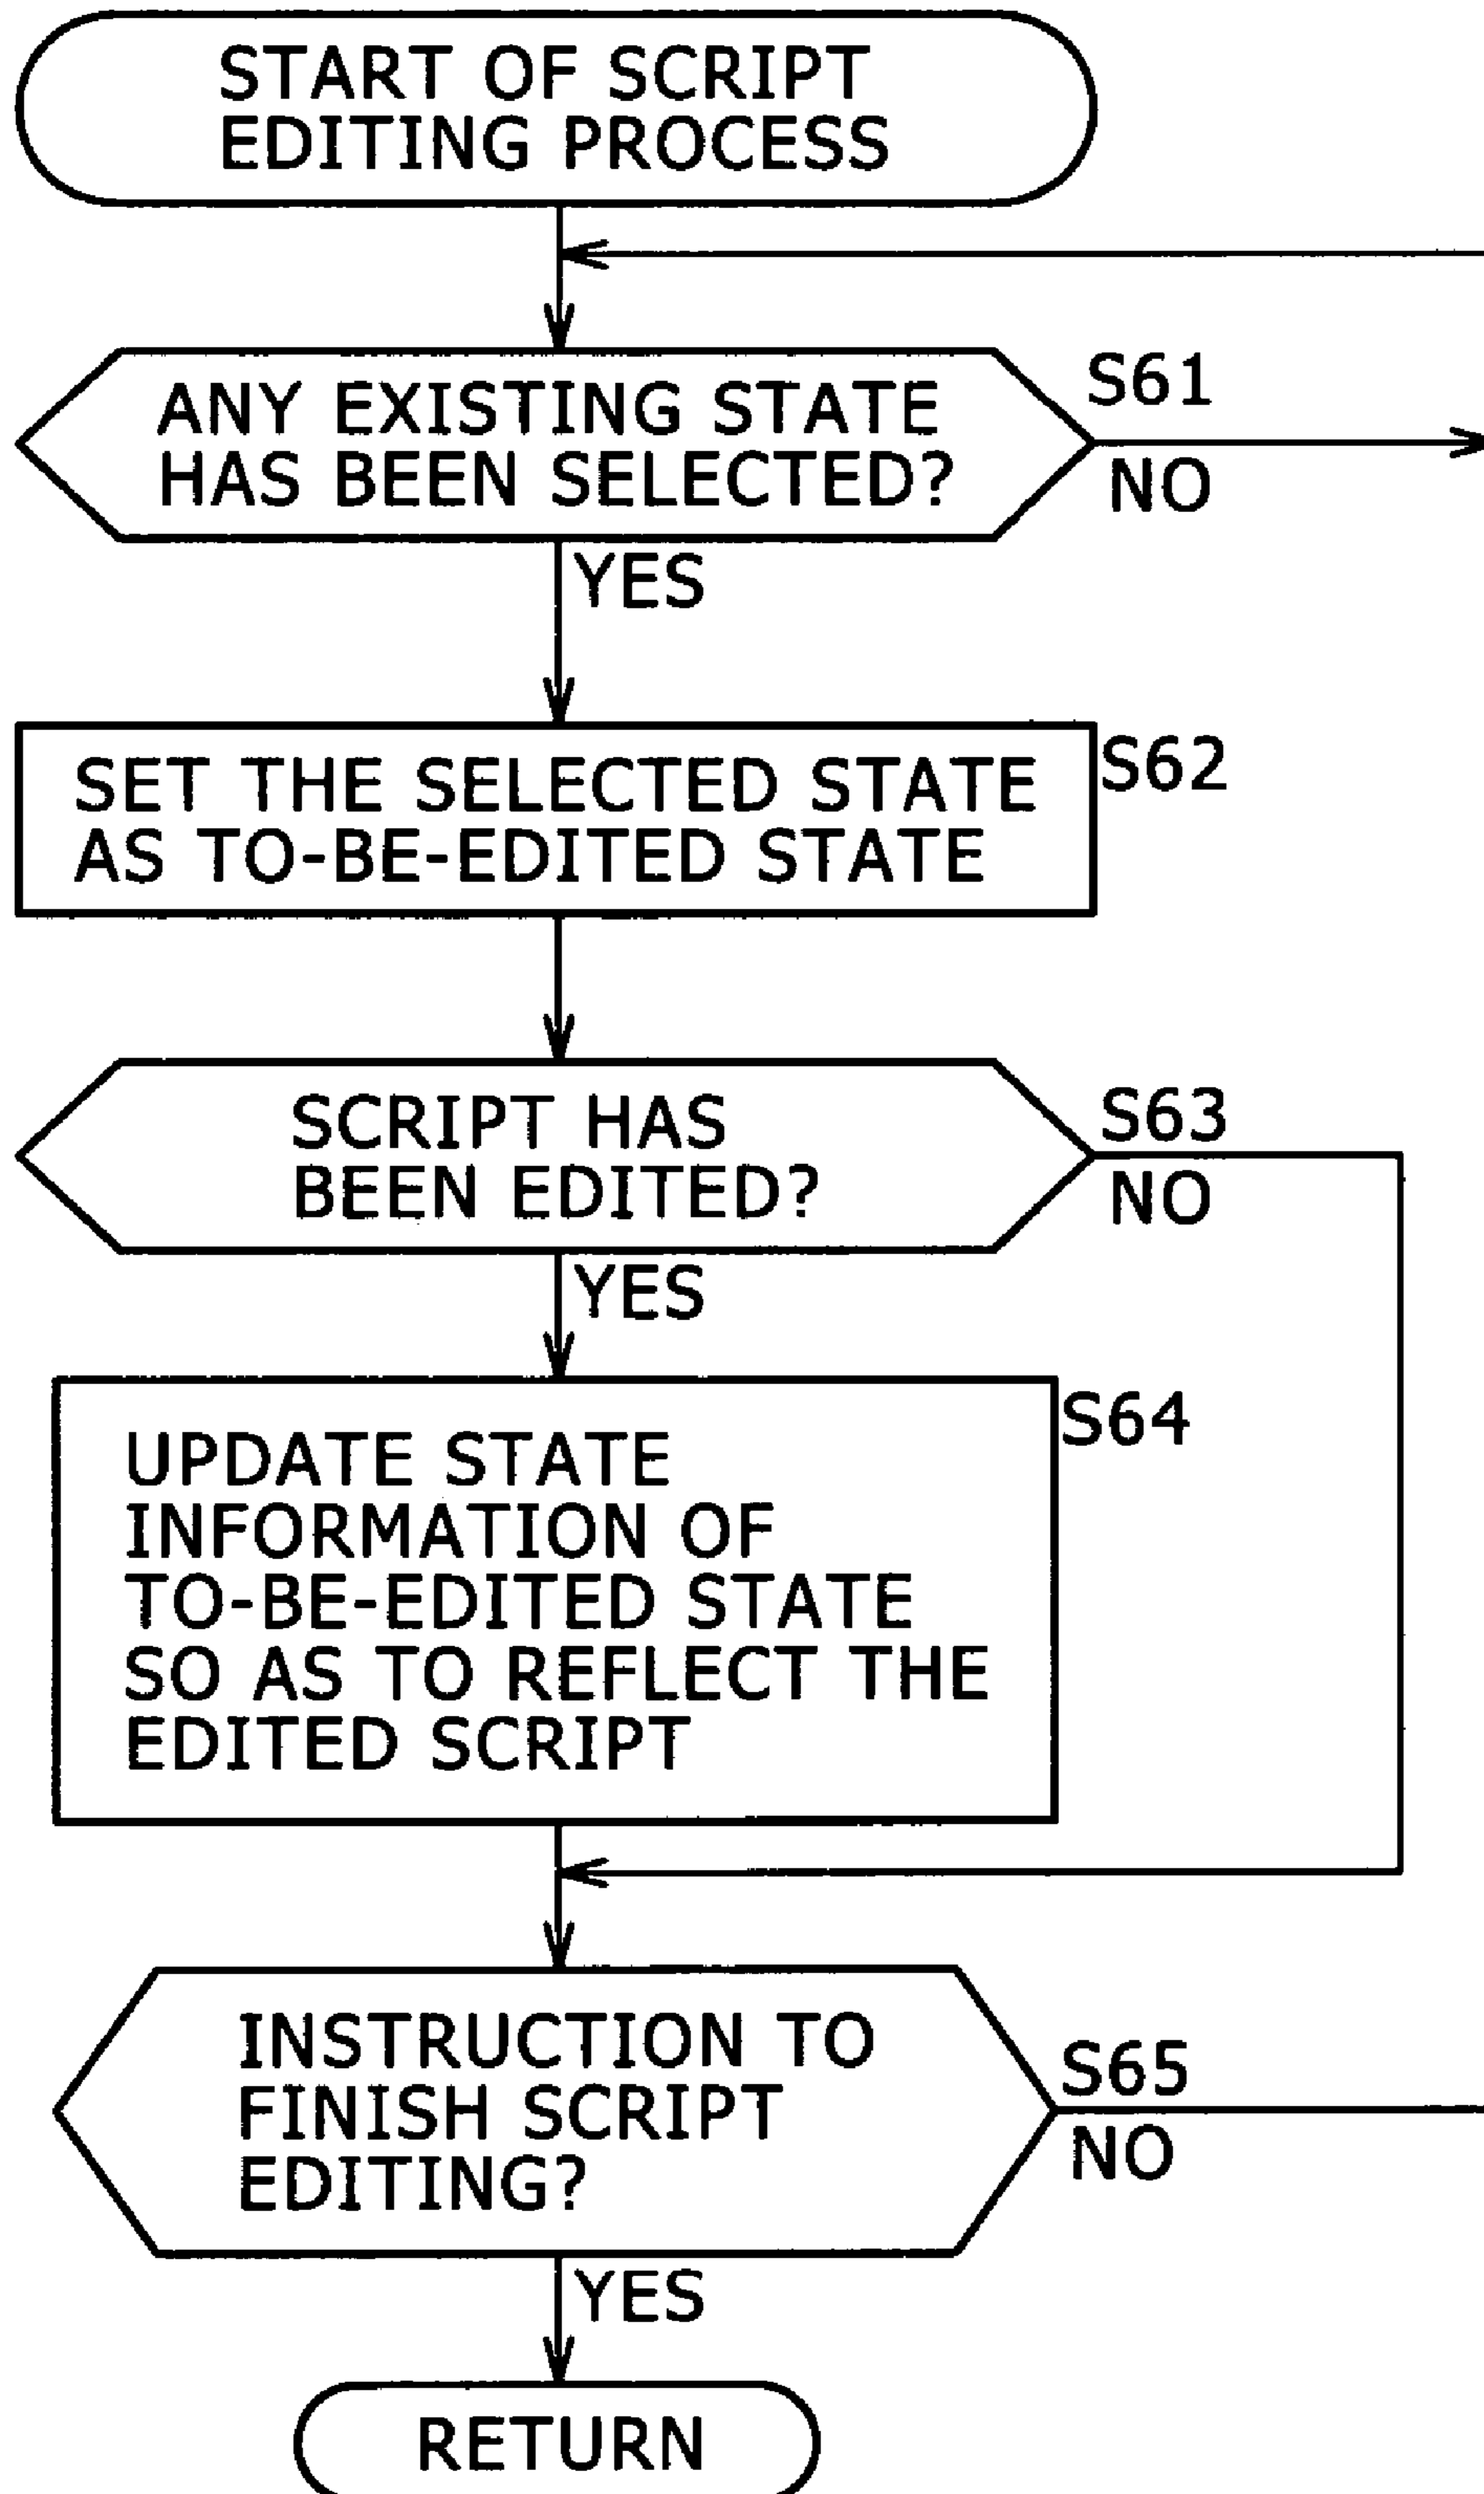 START OF SCRIPT
EDITING PROCESS
ANY EXISTING STATE
HAS BEEN SELECTED?
S61
NO
YES
SET THE SELECTED STATE
AS TO-BE-EDITED STATE
S62
SCRIPT HAS
BEEN EDITED?
S63
NO
YES
UPDATE STATE
INFORMATION OF
TO-BE-EDITED STATE
SO AS TO REFLECT THE
EDITED SCRIPT
S64
INSTRUCTION TO
FINISH SCRIPT
EDITING?
S65
NO
YES
RETURN